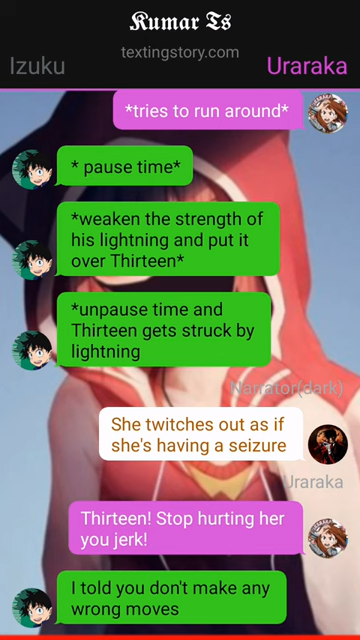 Kumar Ts
textingstory.com
Izuku
Uraraka
*tries to run around*
* pause time*
*weaken the strength of
his lightning and put it
over Thirteen*
*unpause time and
Thirteen gets struck by
lightning
Narrator(dark)
She twitches out as if
she's having a seizure
Uraraka
Thirteen! Stop hurting her
you jerk!
I told you don't make any
wrong moves